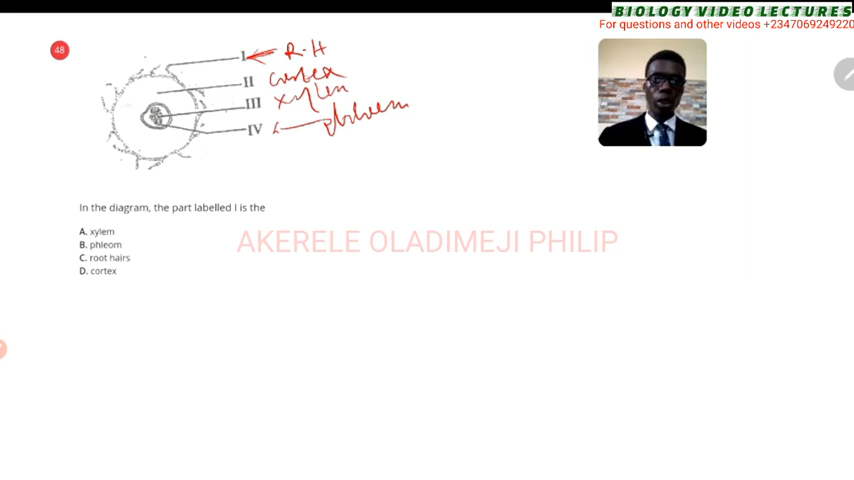 BIOLOGY VIDEO LECTURES
For questions and other videos +2347069249220
48
I R.H
II cortex
III xylem
IV phloem
In the diagram, the part labelled I is the
A. xylem
B. phleom
C. root hairs
D. cortex
AKERELE OLADIMEJI PHILIP